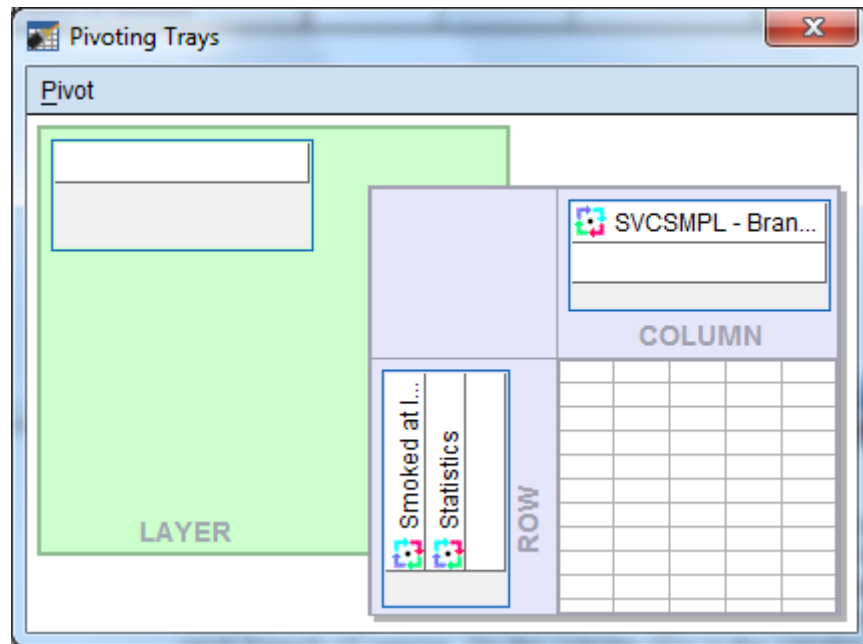 Pivoting Trays
Pivot
SVCSMPL - Bran...
COLUMN
Smoked at l...
Statistics
ROW
LAYER